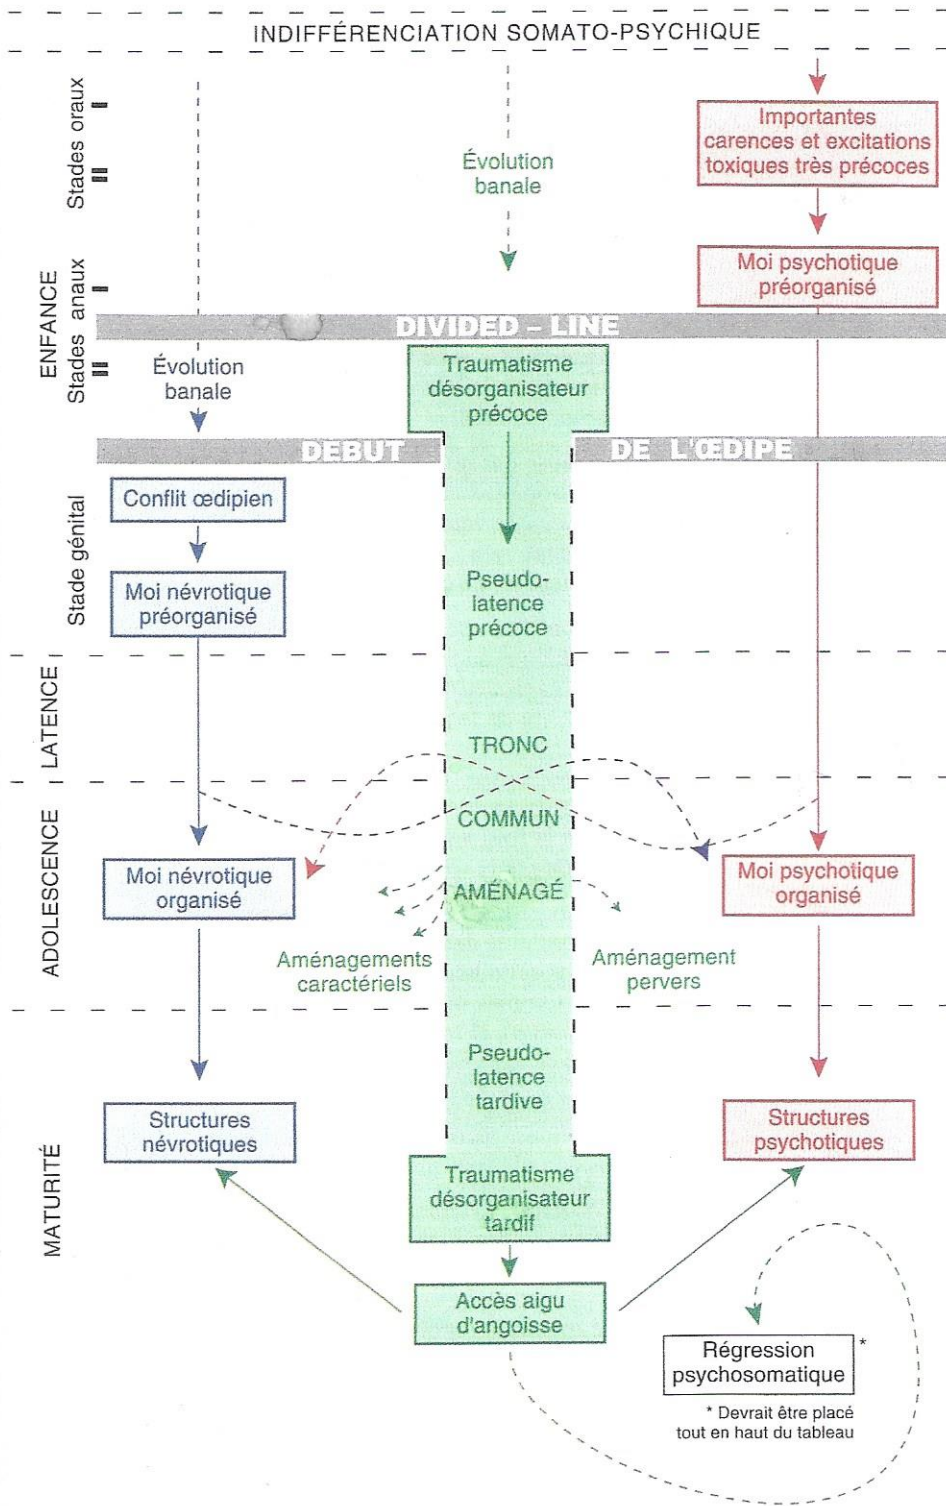 INDIFFÉRENCIATION SOMATO-PSYCHIQUE
Stades oraux
Importantes
carences et excitations
toxiques très précoces
Évolution
banale
ENFANCE
Stades anaux
Moi psychotique
préorganisé
DIVIDED – LINE
Évolution
banale
Traumatisme
désorganisateur
précoce
DÉBUT
DE L'ŒDIPE
Stade génital
Conflit œdipien
Moi névrotique
préorganisé
Pseudo-
latence
précoce
LATENCE
TRONC
ADOLESCENCE
COMMUN
Moi névrotique
organisé
AMÉNAGÉ
Moi psychotique
organisé
Aménagements
caractériels
Aménagement
pervers
Pseudo-
latence
tardive
MATURITÉ
Structures
névrotiques
Structures
psychotiques
Traumatisme
désorganisateur
tardif
Accès aigu
d'angoisse
Régression
psychosomatique
*
* Devrait être placé
tout en haut du tableau